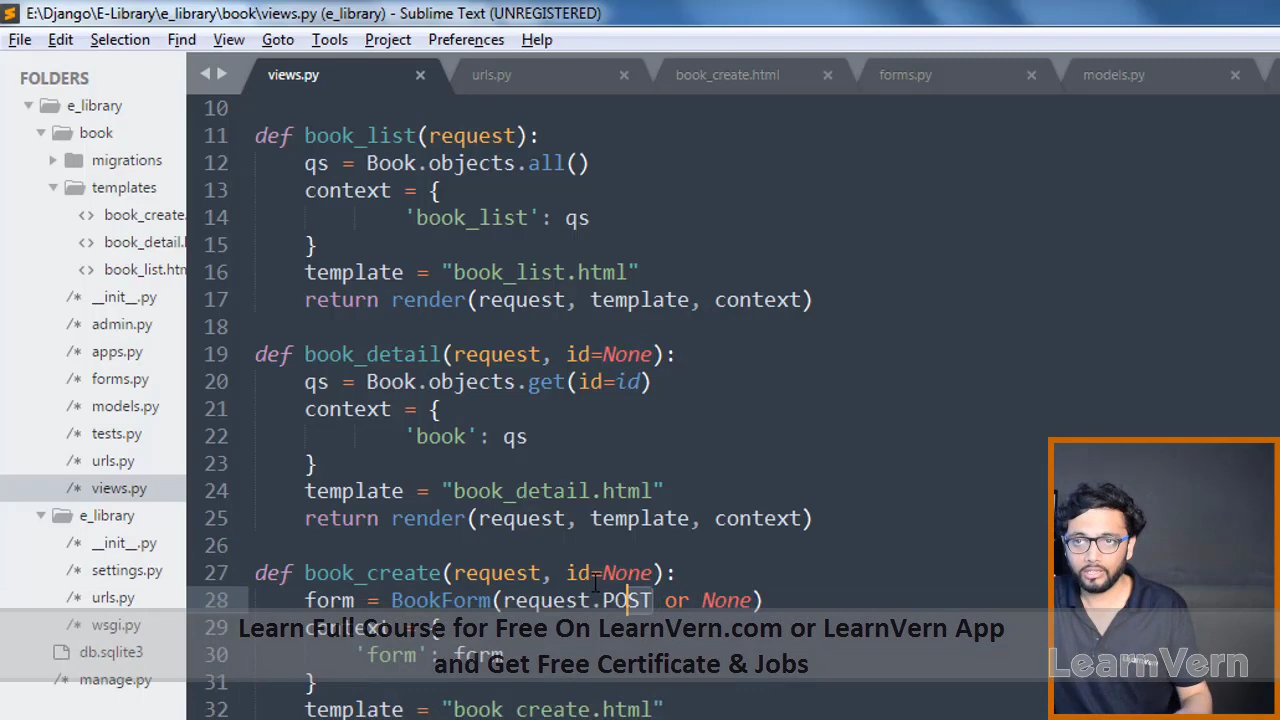 E:\Django\E-Library\e_library\book\views.py (e_library) - Sublime Text (UNREGISTERED)
File Edit Selection Find View Goto Tools Project Preferences Help
FOLDERS
e_library
book
migrations
templates
book_create.
book_detail.
book_list.htm
__init__.py
admin.py
apps.py
forms.py
models.py
tests.py
urls.py
views.py
e_library
__init__.py
settings.py
urls.py
wsgi.py
db.sqlite3
manage.py
views.py urls.py book_create.html forms.py models.py
10
11 def book_list(request):
12 qs = Book.objects.all()
13 context = {
14 'book_list': qs
15 }
16 template = "book_list.html"
17 return render(request, template, context)
18
19 def book_detail(request, id=None):
20 qs = Book.objects.get(id=id)
21 context = {
22 'book': qs
23 }
24 template = "book_detail.html"
25 return render(request, template, context)
26
27 def book_create(request, id=None):
28 form = BookForm(request.POST or None)
29 context = {
30 'form': form
31 }
32 template = "book_create.html"
Learn Full Course for Free On LearnVern.com or LearnVern App
and Get Free Certificate & Jobs
LearnVern